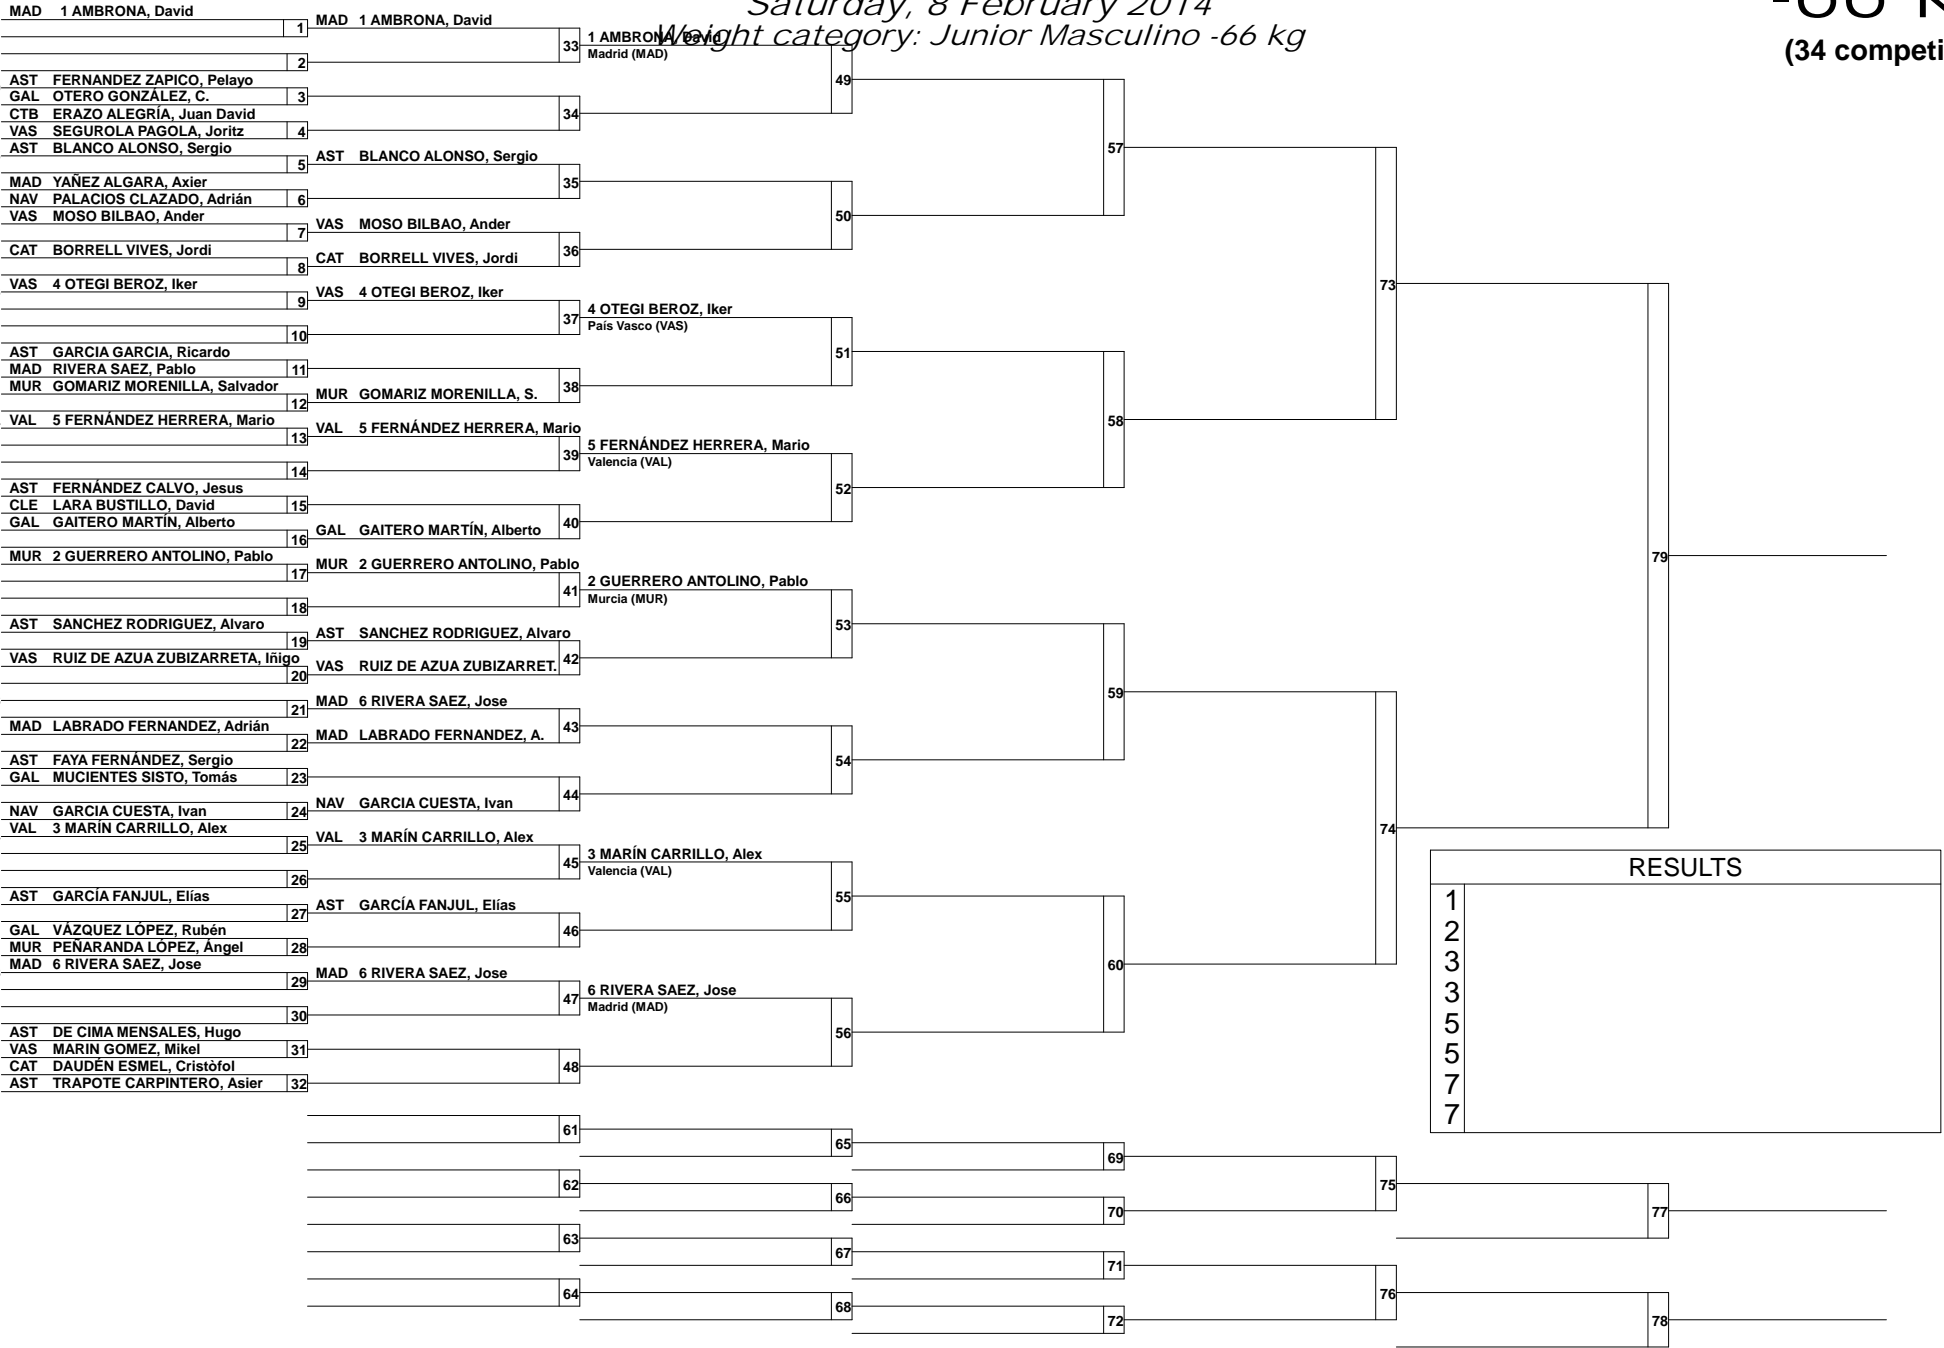 Saturday, 8 February 2014
Weight category: Junior Masculino -66 kg
-66 K
(34 competi
MAD 1 AMBRONA, David
1
2
AST FERNANDEZ ZAPICO, Pelayo
GAL OTERO GONZÁLEZ, C.
3
CTB ERAZO ALEGRÍA, Juan David
VAS SEGUROLA PAGOLA, Joritz
4
AST BLANCO ALONSO, Sergio
5
MAD YAÑEZ ALGARA, Axier
NAV PALACIOS CLAZADO, Adrián
6
VAS MOSO BILBAO, Ander
7
CAT BORRELL VIVES, Jordi
8
VAS 4 OTEGI BEROZ, Iker
9
10
AST GARCIA GARCIA, Ricardo
MAD RIVERA SAEZ, Pablo
11
MUR GOMARIZ MORENILLA, Salvador
12
VAL 5 FERNÁNDEZ HERRERA, Mario
13
14
AST FERNÁNDEZ CALVO, Jesus
CLE LARA BUSTILLO, David
15
GAL GAITERO MARTÍN, Alberto
16
MUR 2 GUERRERO ANTOLINO, Pablo
17
18
AST SANCHEZ RODRIGUEZ, Alvaro
19
VAS RUIZ DE AZUA ZUBIZARRETA, Iñigo
20
21
MAD LABRADO FERNANDEZ, Adrián
22
AST FAYA FERNÁNDEZ, Sergio
GAL MUCIENTES SISTO, Tomás
23
NAV GARCIA CUESTA, Ivan
24
VAL 3 MARÍN CARRILLO, Alex
25
26
AST GARCÍA FANJUL, Elías
27
GAL VÁZQUEZ LÓPEZ, Rubén
MUR PEÑARANDA LÓPEZ, Ángel
28
MAD 6 RIVERA SAEZ, Jose
29
30
AST DE CIMA MENSALES, Hugo
VAS MARIN GOMEZ, Mikel
31
CAT DAUDÉN ESMEL, Cristòfol
AST TRAPOTE CARPINTERO, Asier
32
MAD 1 AMBRONA, David
33
34
AST BLANCO ALONSO, Sergio
35
VAS MOSO BILBAO, Ander
36
CAT BORRELL VIVES, Jordi
VAS 4 OTEGI BEROZ, Iker
37
38
MUR GOMARIZ MORENILLA, S.
VAL 5 FERNÁNDEZ HERRERA, Mario
39
40
GAL GAITERO MARTÍN, Alberto
MUR 2 GUERRERO ANTOLINO, Pablo
41
AST SANCHEZ RODRIGUEZ, Alvaro
42
VAS RUIZ DE AZUA ZUBIZARRET.
MAD 6 RIVERA SAEZ, Jose
43
MAD LABRADO FERNANDEZ, A.
44
NAV GARCIA CUESTA, Ivan
VAL 3 MARÍN CARRILLO, Alex
45
AST GARCÍA FANJUL, Elías
46
MAD 6 RIVERA SAEZ, Jose
47
48
1 AMBRONA, David
Madrid (MAD)
49
50
4 OTEGI BEROZ, Iker
País Vasco (VAS)
51
5 FERNÁNDEZ HERRERA, Mario
Valencia (VAL)
52
2 GUERRERO ANTOLINO, Pablo
Murcia (MUR)
53
54
3 MARÍN CARRILLO, Alex
Valencia (VAL)
55
6 RIVERA SAEZ, Jose
Madrid (MAD)
56
57
58
59
60
73
74
79
RESULTS
1
2
3
3
5
5
7
7
61
62
63
64
65
66
67
68
69
70
71
72
75
76
77
78